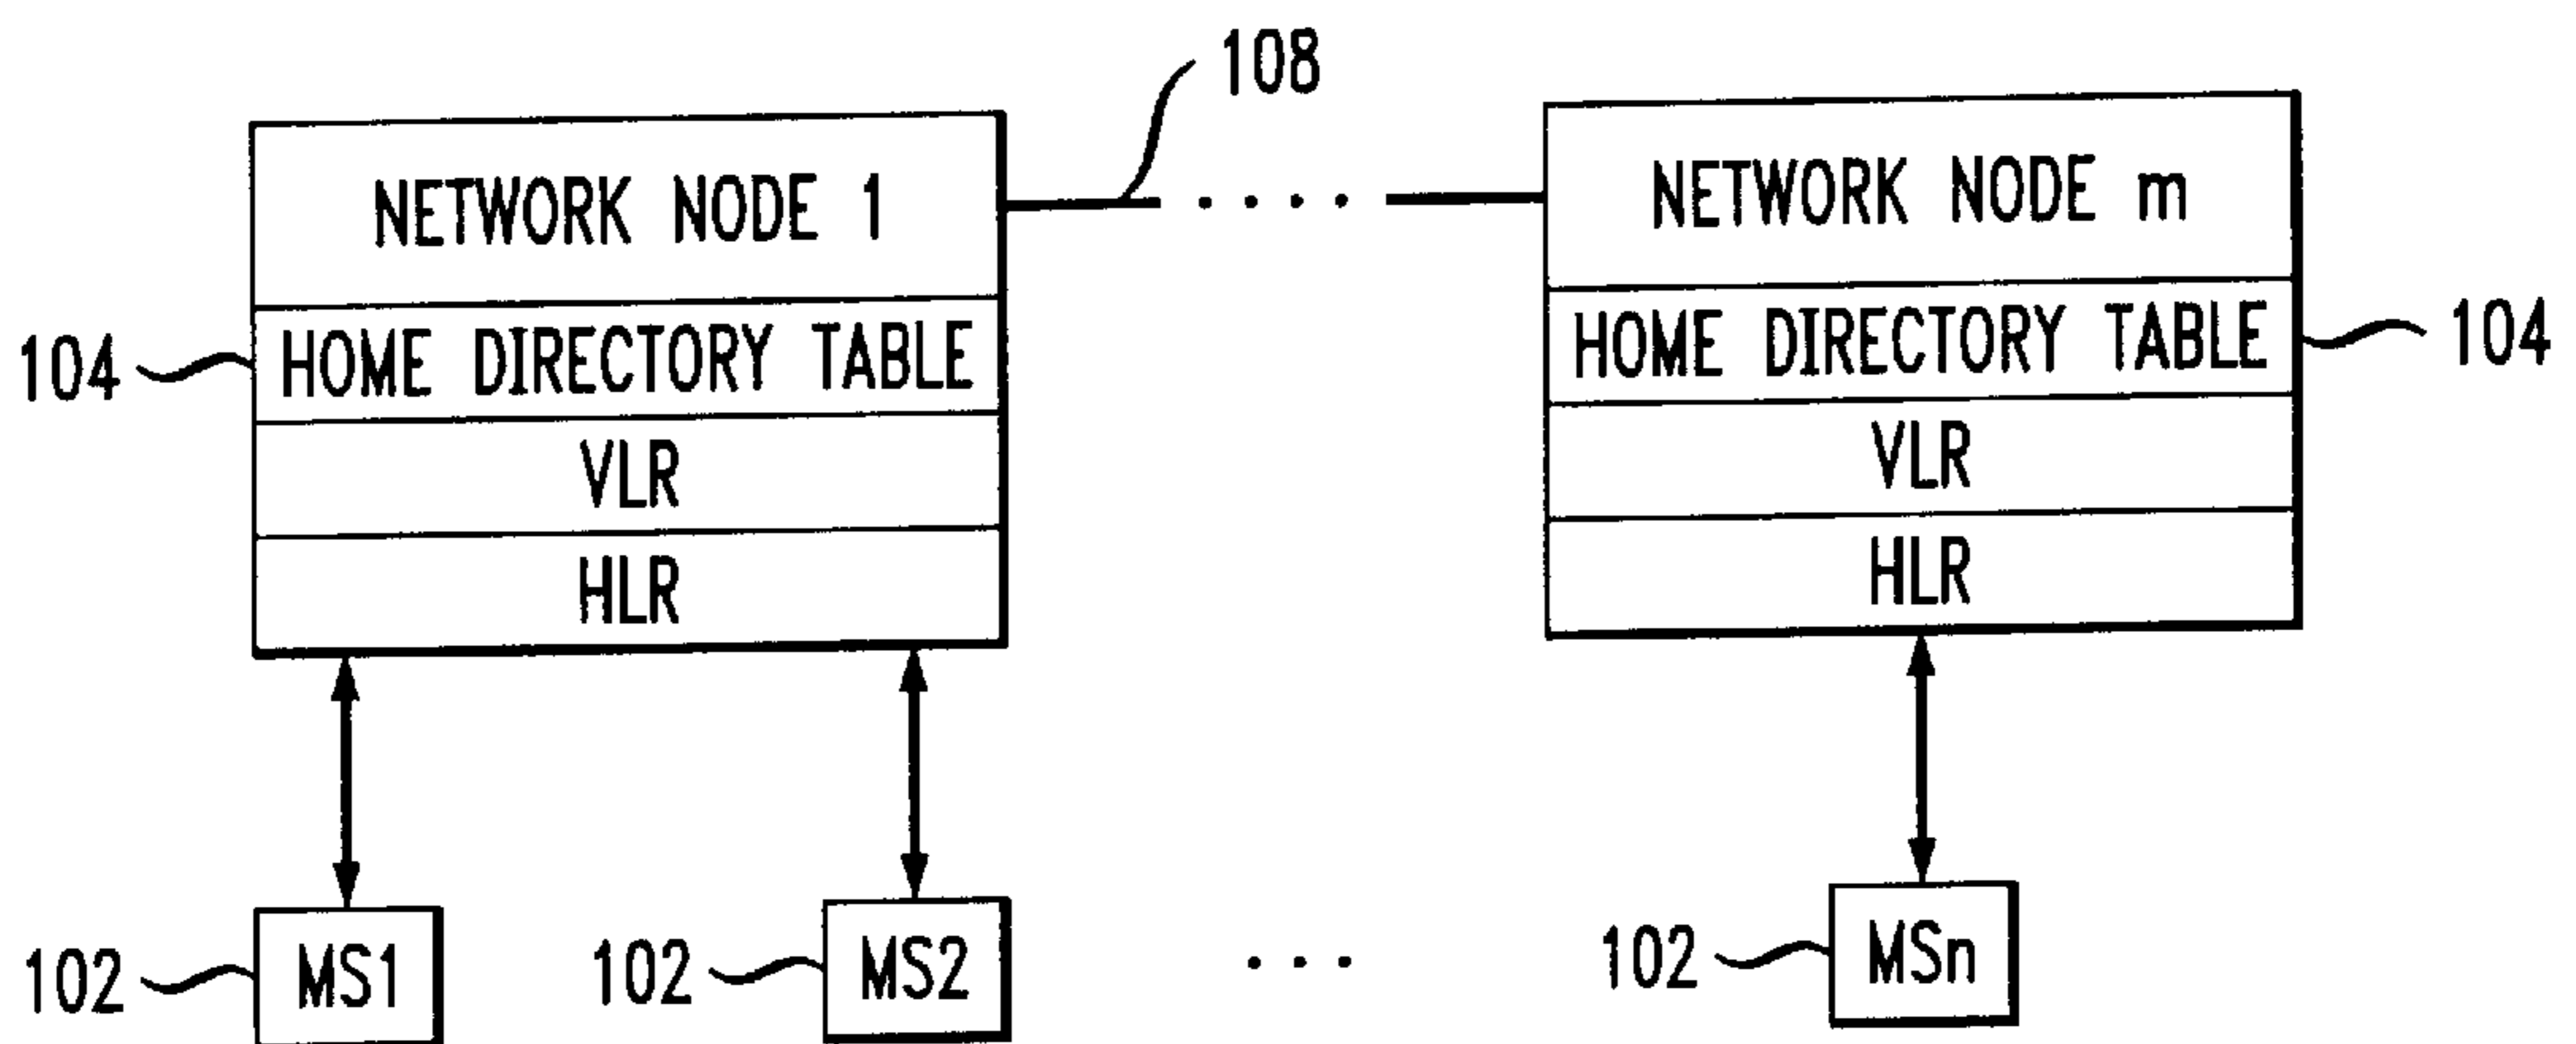 108
NETWORK NODE 1
NETWORK NODE m
104
HOME DIRECTORY TABLE
HOME DIRECTORY TABLE
104
VLR
VLR
HLR
HLR
102
MS1
102
MS2
. . .
102
MSn